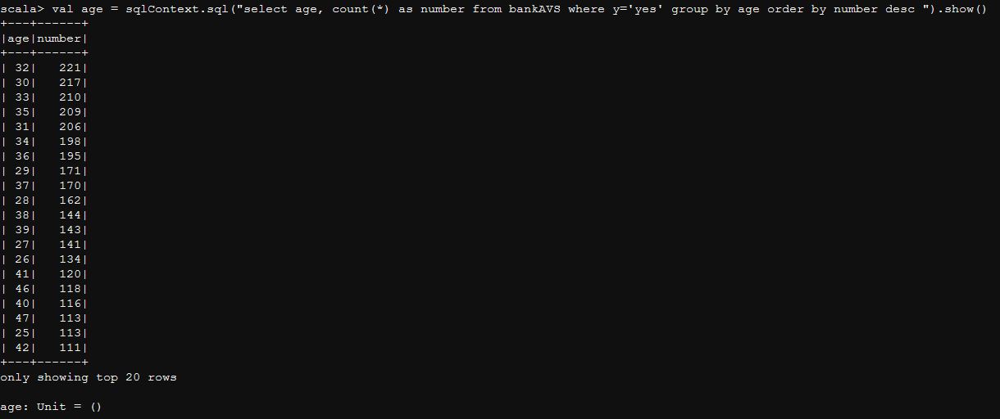 scala> val age = sqlContext.sql("select age, count(*) as number from bankAVS where y='yes' group by age order by number desc ").show()
+---+------+
|age|number|
+---+------+
| 32|   221|
| 30|   217|
| 33|   210|
| 35|   209|
| 31|   206|
| 34|   198|
| 36|   195|
| 29|   171|
| 37|   170|
| 28|   162|
| 38|   144|
| 39|   143|
| 27|   141|
| 26|   134|
| 41|   120|
| 46|   118|
| 40|   116|
| 47|   113|
| 25|   113|
| 42|   111|
+---+------+
only showing top 20 rows

age: Unit = ()